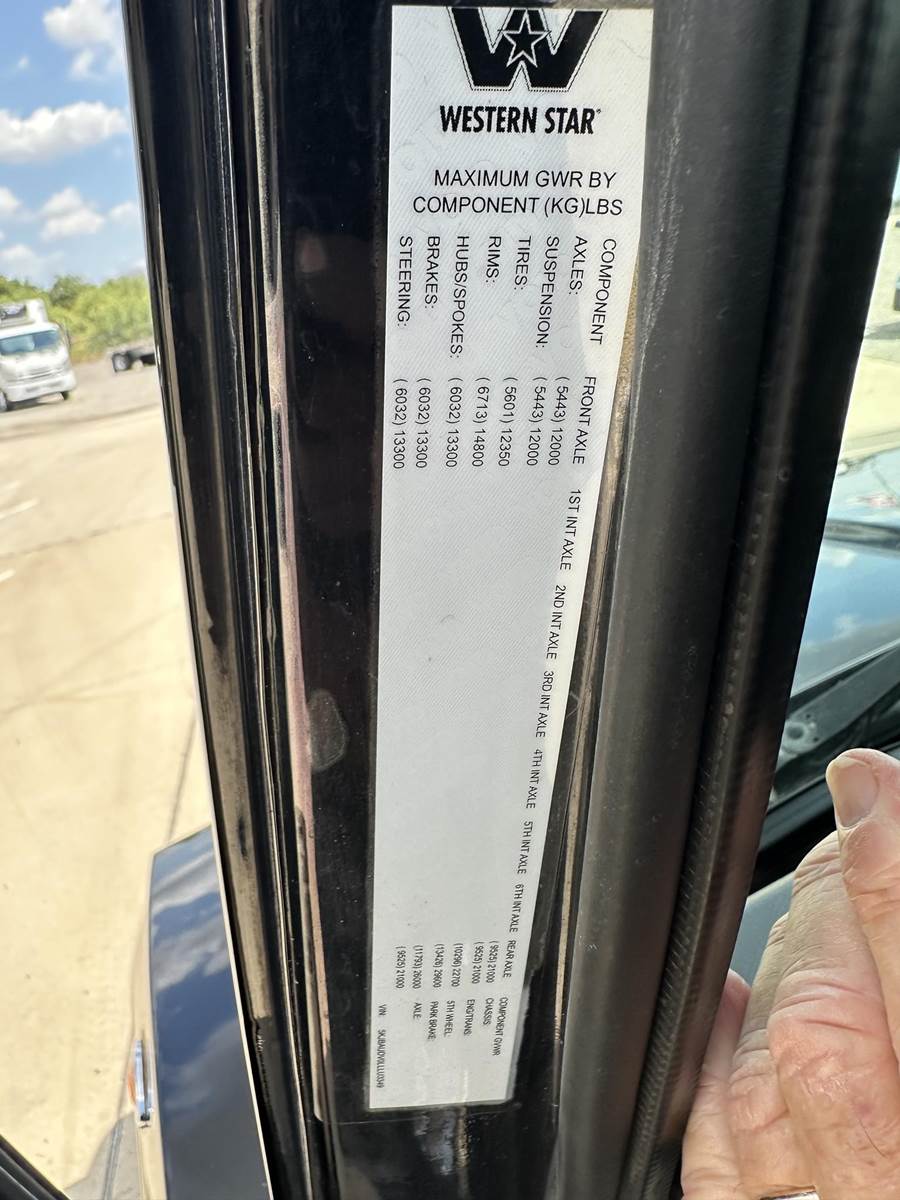 WESTERN STAR
MAXIMUM GWR BY
COMPONENT (KG)LBS
COMPONENT FRONT AXLE 1ST INT AXLE 2ND INT AXLE 3RD INT AXLE 4TH INT AXLE 5TH INT AXLE 6TH INT AXLE REAR AXLE COMPONENT GVWR
AXLES: ( 5443) 12000 ( 9525) 21000 CHASSIS:
SUSPENSION: ( 5443) 12000 ( 9525) 21000 ENG/TRANS:
TIRES: ( 5601) 12350 (10296) 22700 5TH WHEEL:
RIMS: ( 6713) 14800 (13426) 29600 PARK BRAKE:
HUBS/SPOKES: ( 6032) 13300 (11793) 26000 AXLE:
BRAKES: ( 6032) 13300 ( 9525) 21000
STEERING: ( 6032) 13300 VIN: